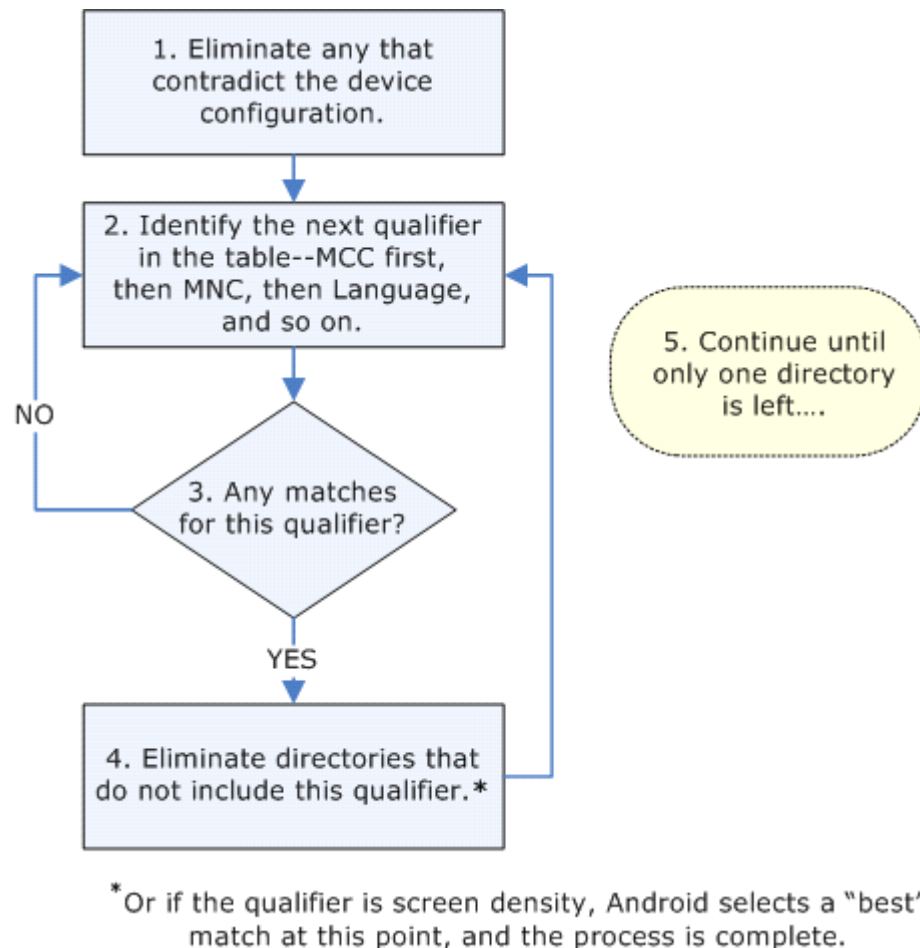 1. Eliminate any that
contradict the device
configuration.
2. Identify the next qualifier
in the table--MCC first,
then MNC, then Language,
and so on.
NO
3. Any matches
for this qualifier?
YES
4. Eliminate directories that
do not include this qualifier.*
5. Continue until
only one directory
is left....
*Or if the qualifier is screen density, Android selects a “best”
match at this point, and the process is complete.